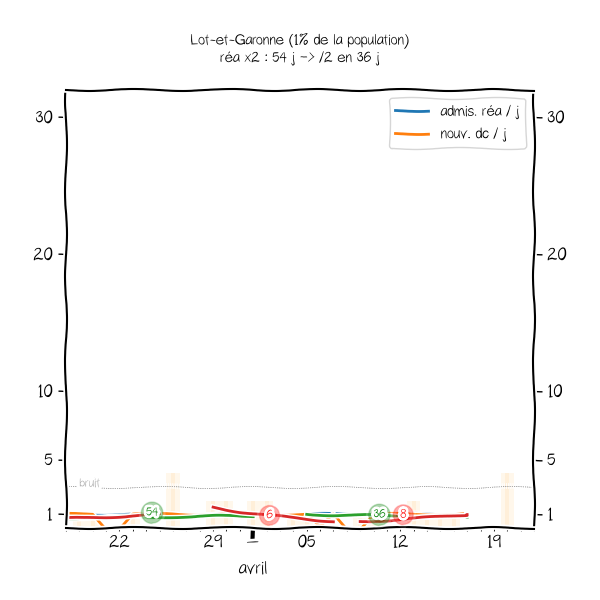 Lot-et-Garonne (1% de la population)
réa x2 : 54 j -> /2 en 36 j
admis. réa / j
nouv. dc / j
30 30
20 20
10 10
5 5
bruit
1 54 6 36 8 1
22 29 1 05 12 19
avril